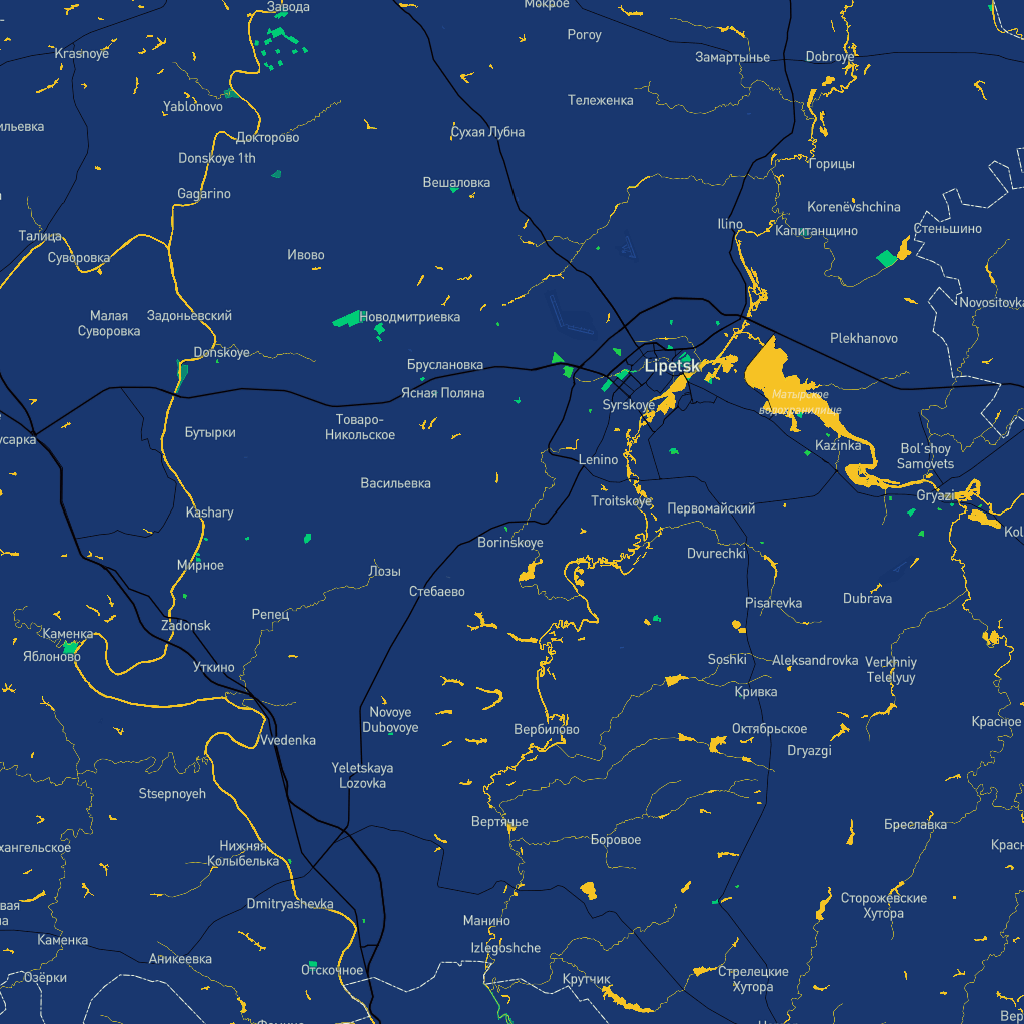 Завода
Мокрое
Krasnoye
Poroy
Замартынье
Dobroye
Yablonovo
Тележенка
Докторово
Сухая Лубна
Donskoye 1th
Горицы
Вешаловка
Gagarino
Korenëvshchina
Талица
Ilino
Капитанщино
Стеньшино
Суворовка
Ивово
Novositovka
Малая
Суворовка
Задоньевский
Новодмитриевка
Plekhanovo
Donskoye
Бруслановка
Lipetsk
Ясная Поляна
Матырское
водохранилище
Syrskoye
Товаро-
Никольское
Бутырки
Kazinka
Bol'shoy
Samovets
Lenino
Васильевка
Gryazi
Troitskoye
Первомайский
Kashary
Borinskoye
Dvurechki
Мирное
Лозы
Стебаево
Pisarevka
Dubrava
Репец
Zadonsk
Каменка
Яблоново
Уткино
Soshki
Aleksandrovka
Verkhniy
Telelyuy
Кривка
Novoye
Dubovoye
Вербилово
Октябрьское
Красное
Vvedenka
Dryazgi
Yeletskaya
Lozovka
Stsepnoyeh
Вертячье
Бреславка
Боровое
Нижняя
Колыбелька
Dmitryashevka
Сторожевские
Хутора
Манино
Каменка
Izlegoshche
Аникеевка
Отскочное
Озёрки
Крутчик
Стрелецкие
Хутора